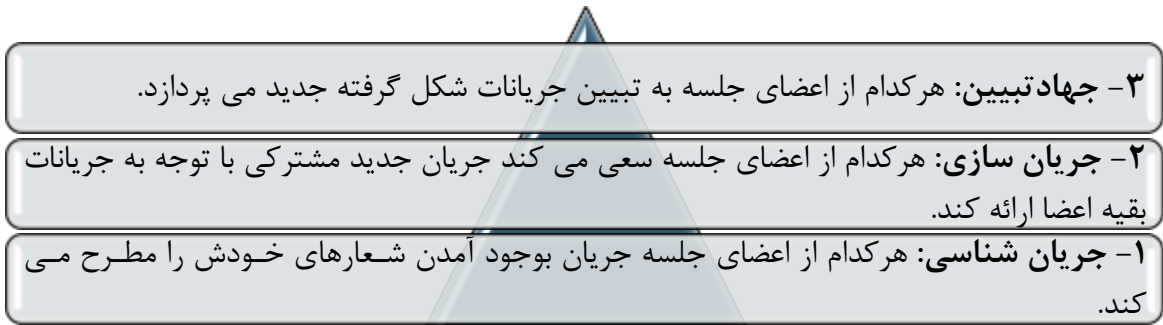 ۳- جهادتبیین: هرکدام از اعضای جلسه به تبیین جریانات شکل گرفته جدید می پردازد.
۲- جریان سازی: هرکدام از اعضای جلسه سعی می کند جریان جدید مشترکی با توجه به جریانات
بقیه اعضا ارائه کند.
۱- جریان شناسی: هرکدام از اعضای جلسه جریان بوجود آمدن شعارهای خودش را مطرح می
کند.